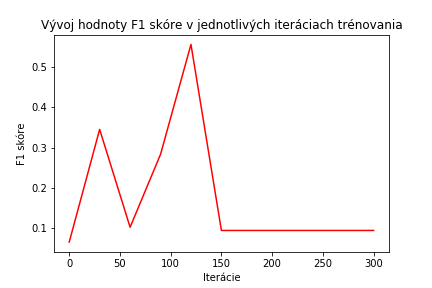 Vývoj hodnoty F1 skóre v jednotlivých iteráciach trénovania
0.5
0.4
0.3
0.2
0.1
F1 skóre
0 50 100 150 200 250 300
Iterácie